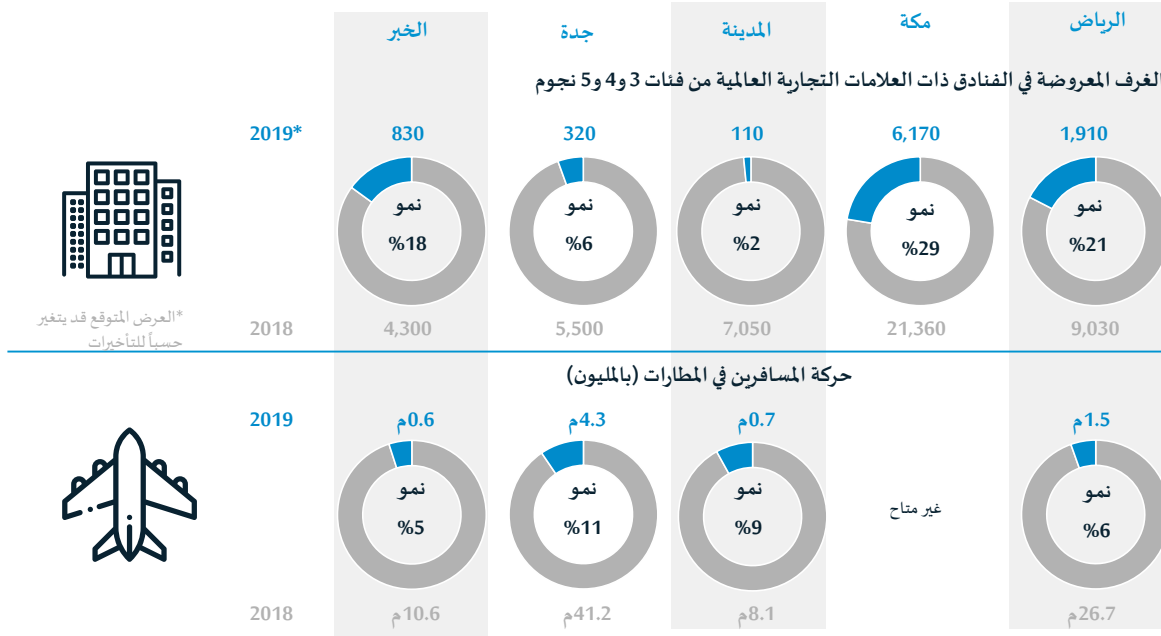 الرياض
مكة
المدينة
جدة
الخبر
الغرف المعروضة في الفنادق ذات العلامات التجارية العالمية من فئات 3 و4 و5 نجوم
1,910
6,170
110
320
830
2019*
نمو
%21
نمو
%29
نمو
%2
نمو
%6
نمو
%18
9,030
21,360
7,050
5,500
4,300
2018
*العرض المتوقع قد يتغير
حسباً للتأخيرات
حركة المسافرين في المطارات (بالمليون)
1.5م
0.7م
4.3م
0.6م
2019
نمو
%6
غير متاح
نمو
%9
نمو
%11
نمو
%5
26.7م
8.1م
41.2م
10.6م
2018